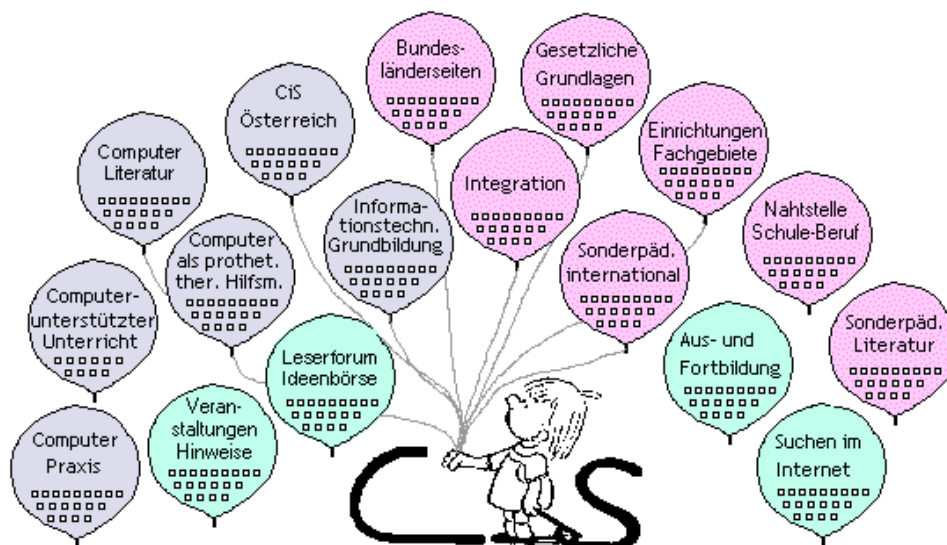 Bundes-
länderseiten
Gesetzliche
Grundlagen
CiS
Österreich
Einrichtungen
Fachgebiete
Computer
Literatur
Integration
Informa-
tionstechn.
Grundbildung
Nahtstelle
Schule-Beruf
Computer
als prothet.
ther. Hilfsm.
Sonderpäd.
international
Computer-
unterstützter
Unterricht
Sonderpäd.
Literatur
Leserforum
Ideenbörse
Aus- und
Fortbildung
Veran-
staltungen
Hinweise
Computer
Praxis
Suchen im
Internet
CiS